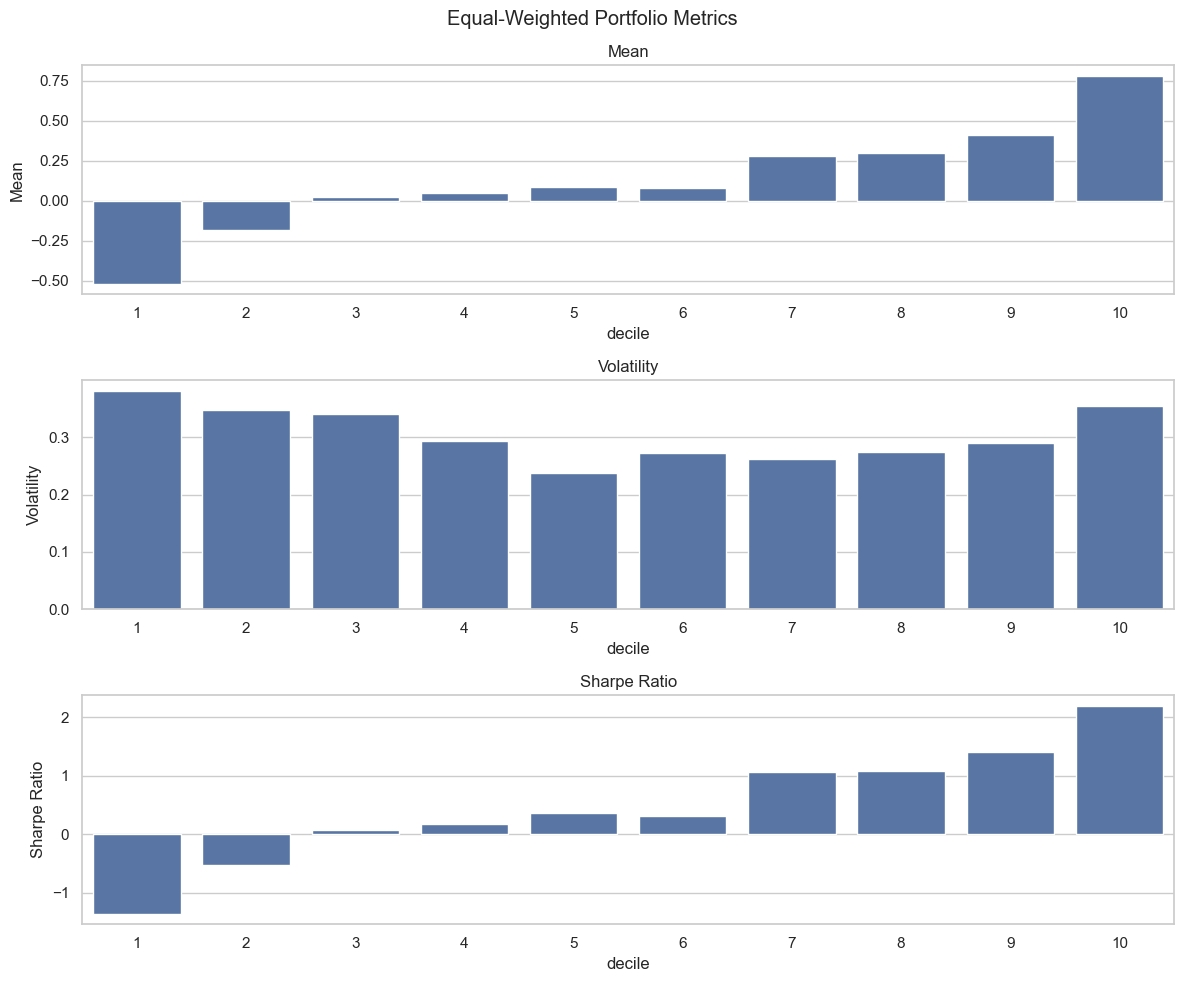 Equal-Weighted Portfolio Metrics
Mean
Mean
0.75
0.50
0.25
0.00
−0.25
−0.50
1 2 3 4 5 6 7 8 9 10
decile
Volatility
Volatility
0.3
0.2
0.1
0.0
1 2 3 4 5 6 7 8 9 10
decile
Sharpe Ratio
Sharpe Ratio
2
1
0
−1
1 2 3 4 5 6 7 8 9 10
decile